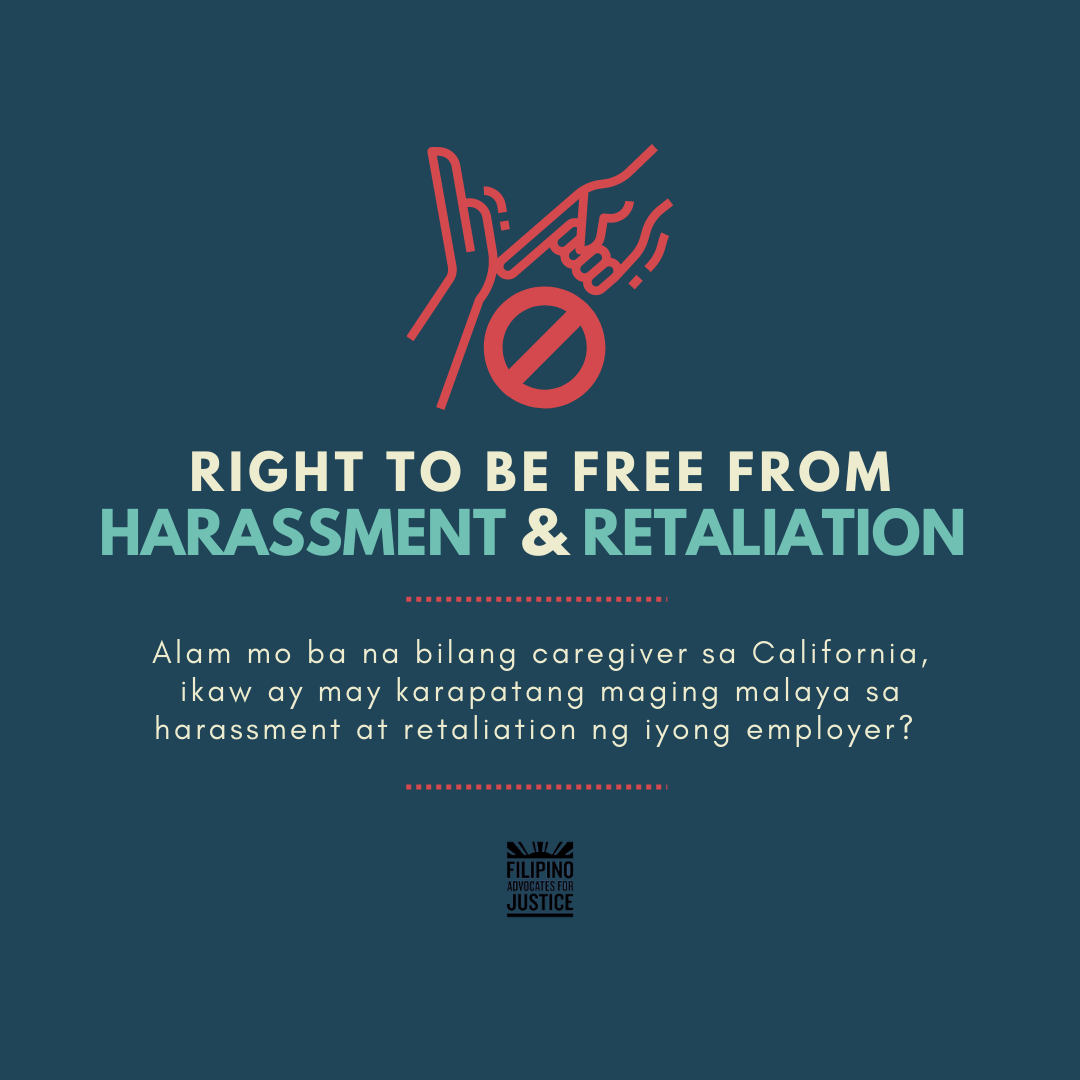 RIGHT TO BE FREE FROM
HARASSMENT & RETALIATION
Alam mo ba na bilang caregiver sa California,
ikaw ay may karapatang maging malaya sa
harassment at retaliation ng iyong employer?
FILIPINO
ADVOCATES FOR
JUSTICE